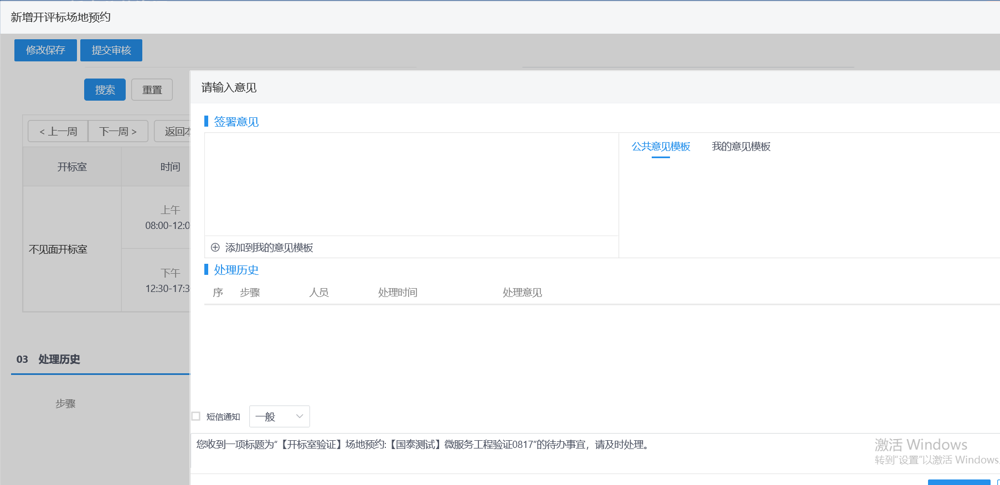 新增开评标场地预约
修改保存 提交审核
搜索 重置
请输入意见
签署意见
< 上一周 下一周 > 返回本
公共意见模板 我的意见模板
开标室 时间
上午
08:00-12:0
不见面开标室
添加到我的意见模板
处理历史
下午
12:30-17:3
序 步骤 人员 处理时间 处理意见
03 处理历史
步骤
短信通知 一般
您收到一项标题为“【开标室验证】场地预约:【国泰测试】微服务工程验证0817”的待办事宜，请及时处理。
激活 Windows
转到“设置”以激活 Windows